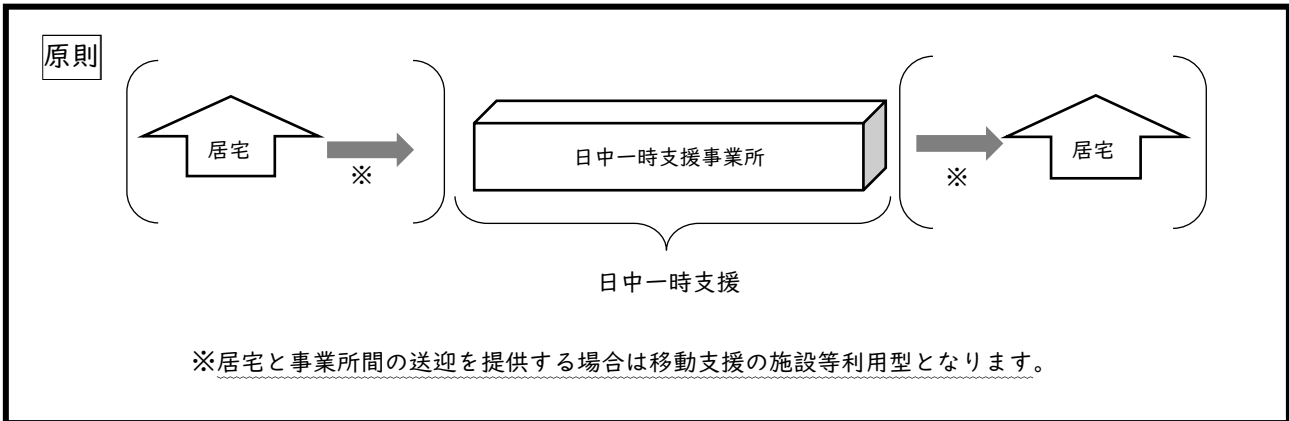 原則
居宅
※
日中一時支援事業所
※
居宅
日中一時支援
※居宅と事業所間の送迎を提供する場合は移動支援の施設等利用型となります。